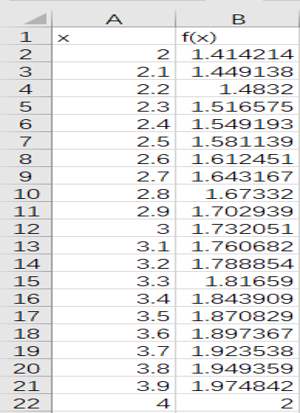 A B
1 x f(x)
2 2 1.414214
3 2.1 1.449138
4 2.2 1.4832
5 2.3 1.516575
6 2.4 1.549193
7 2.5 1.581139
8 2.6 1.612451
9 2.7 1.643167
10 2.8 1.67332
11 2.9 1.702939
12 3 1.732051
13 3.1 1.760682
14 3.2 1.788854
15 3.3 1.81659
16 3.4 1.843909
17 3.5 1.870829
18 3.6 1.897367
19 3.7 1.923538
20 3.8 1.949359
21 3.9 1.974842
22 4 2